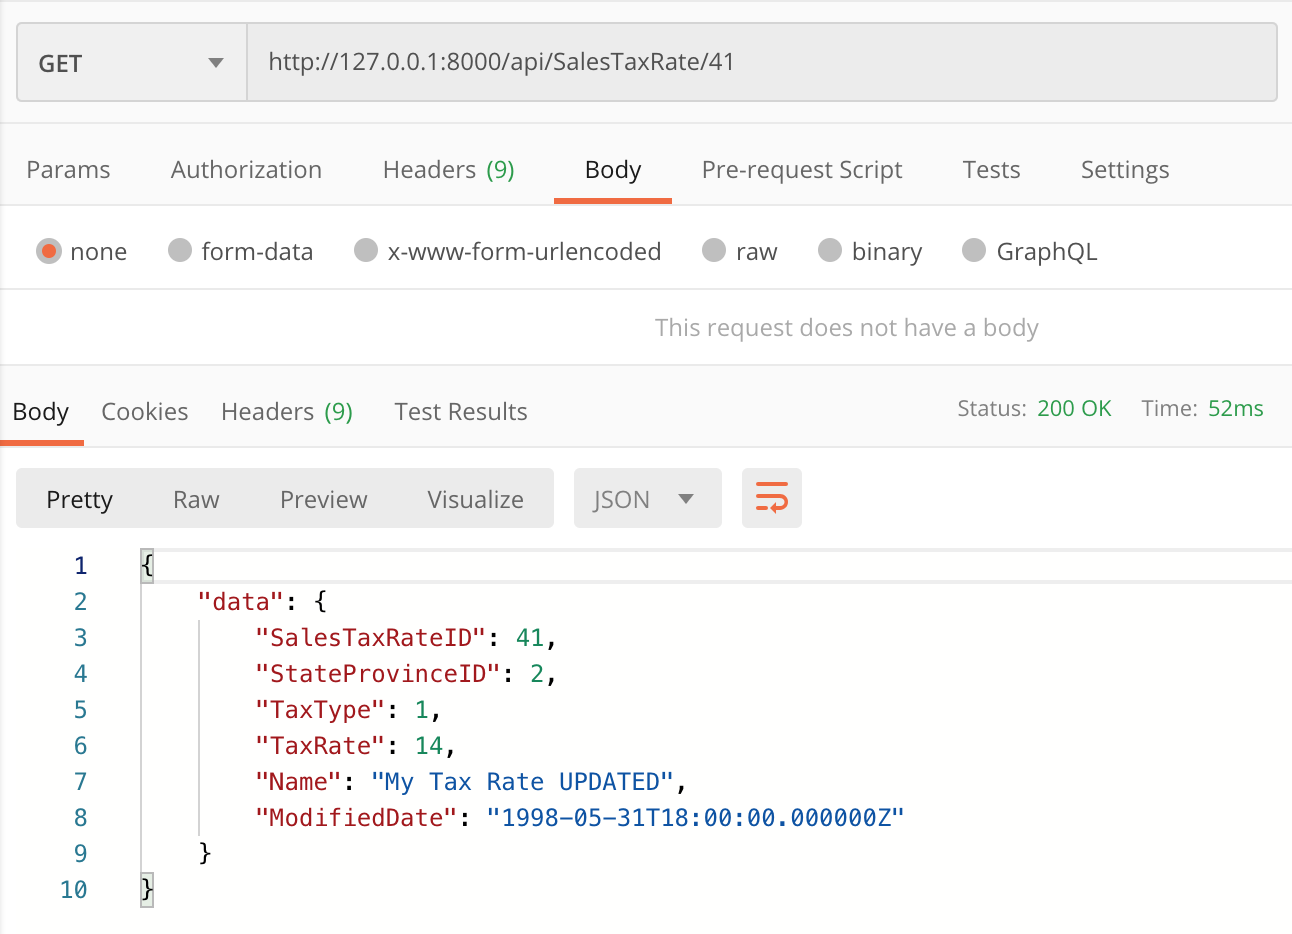 GET http://127.0.0.1:8000/api/SalesTaxRate/41
Params Authorization Headers (9) Body Pre-request Script Tests Settings
none form-data x-www-form-urlencoded raw binary GraphQL
This request does not have a body
Body Cookies Headers (9) Test Results Status: 200 OK Time: 52ms
Pretty Raw Preview Visualize JSON
1 {
2 "data": {
3 "SalesTaxRateID": 41,
4 "StateProvinceID": 2,
5 "TaxType": 1,
6 "TaxRate": 14,
7 "Name": "My Tax Rate UPDATED",
8 "ModifiedDate": "1998-05-31T18:00:00.000000Z"
9 }
10 }